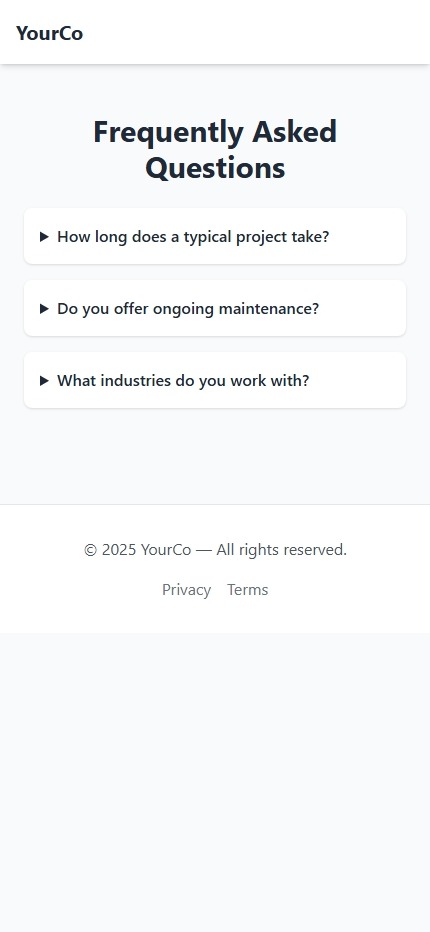 YourCo
Frequently Asked
Questions
How long does a typical project take?
Do you offer ongoing maintenance?
What industries do you work with?
© 2025 YourCo — All rights reserved.
Privacy Terms